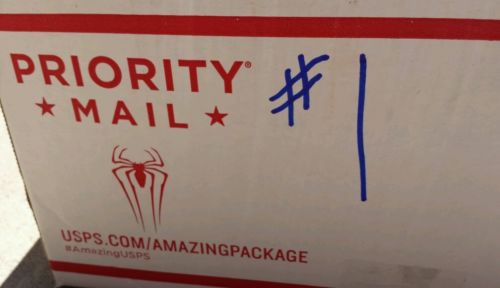 PRIORITY®
★ MAIL ★
#1
USPS.COM/AMAZINGPACKAGE
#AmazingUSPS